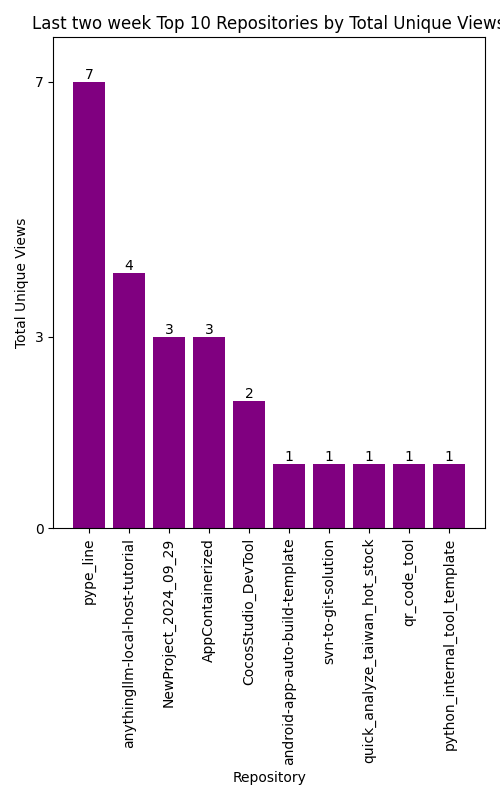 Last two week Top 10 Repositories by Total Unique Views
7
3
0
Total Unique Views
7
4
3
3
2
1
1
1
1
1
pype_line
anythingllm-local-host-tutorial
NewProject_2024_09_29
AppContainerized
CocosStudio_DevTool
android-app-auto-build-template
svn-to-git-solution
quick_analyze_taiwan_hot_stock
qr_code_tool
python_internal_tool_template
Repository